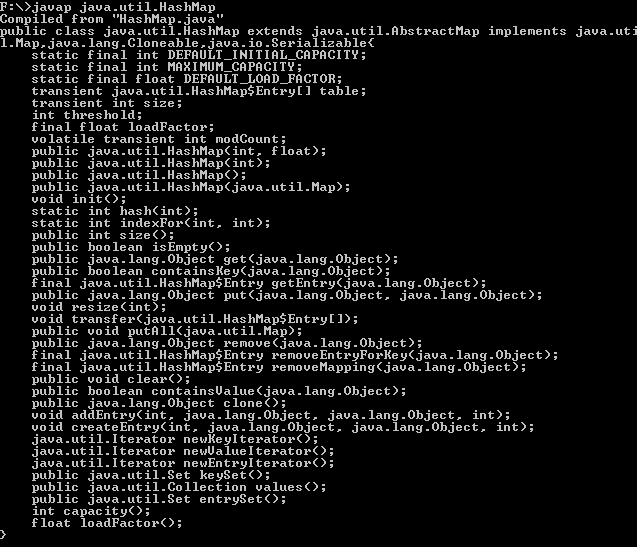 F:\>javap java.util.HashMap
Compiled from "HashMap.java"
public class java.util.HashMap extends java.util.AbstractMap implements java.uti
l.Map,java.lang.Cloneable,java.io.Serializable{
    static final int DEFAULT_INITIAL_CAPACITY;
    static final int MAXIMUM_CAPACITY;
    static final float DEFAULT_LOAD_FACTOR;
    transient java.util.HashMap$Entry[] table;
    transient int size;
    int threshold;
    final float loadFactor;
    volatile transient int modCount;
    public java.util.HashMap(int, float);
    public java.util.HashMap(int);
    public java.util.HashMap();
    public java.util.HashMap(java.util.Map);
    void init();
    static int hash(int);
    static int indexFor(int, int);
    public int size();
    public boolean isEmpty();
    public java.lang.Object get(java.lang.Object);
    public boolean containsKey(java.lang.Object);
    final java.util.HashMap$Entry getEntry(java.lang.Object);
    public java.lang.Object put(java.lang.Object, java.lang.Object);
    void resize(int);
    void transfer(java.util.HashMap$Entry[]);
    public void putAll(java.util.Map);
    public java.lang.Object remove(java.lang.Object);
    final java.util.HashMap$Entry removeEntryForKey(java.lang.Object);
    final java.util.HashMap$Entry removeMapping(java.lang.Object);
    public void clear();
    public boolean containsValue(java.lang.Object);
    public java.lang.Object clone();
    void addEntry(int, java.lang.Object, java.lang.Object, int);
    void createEntry(int, java.lang.Object, java.lang.Object, int);
    java.util.Iterator newKeyIterator();
    java.util.Iterator newValueIterator();
    java.util.Iterator newEntryIterator();
    public java.util.Set keySet();
    public java.util.Collection values();
    public java.util.Set entrySet();
    int capacity();
    float loadFactor();
}